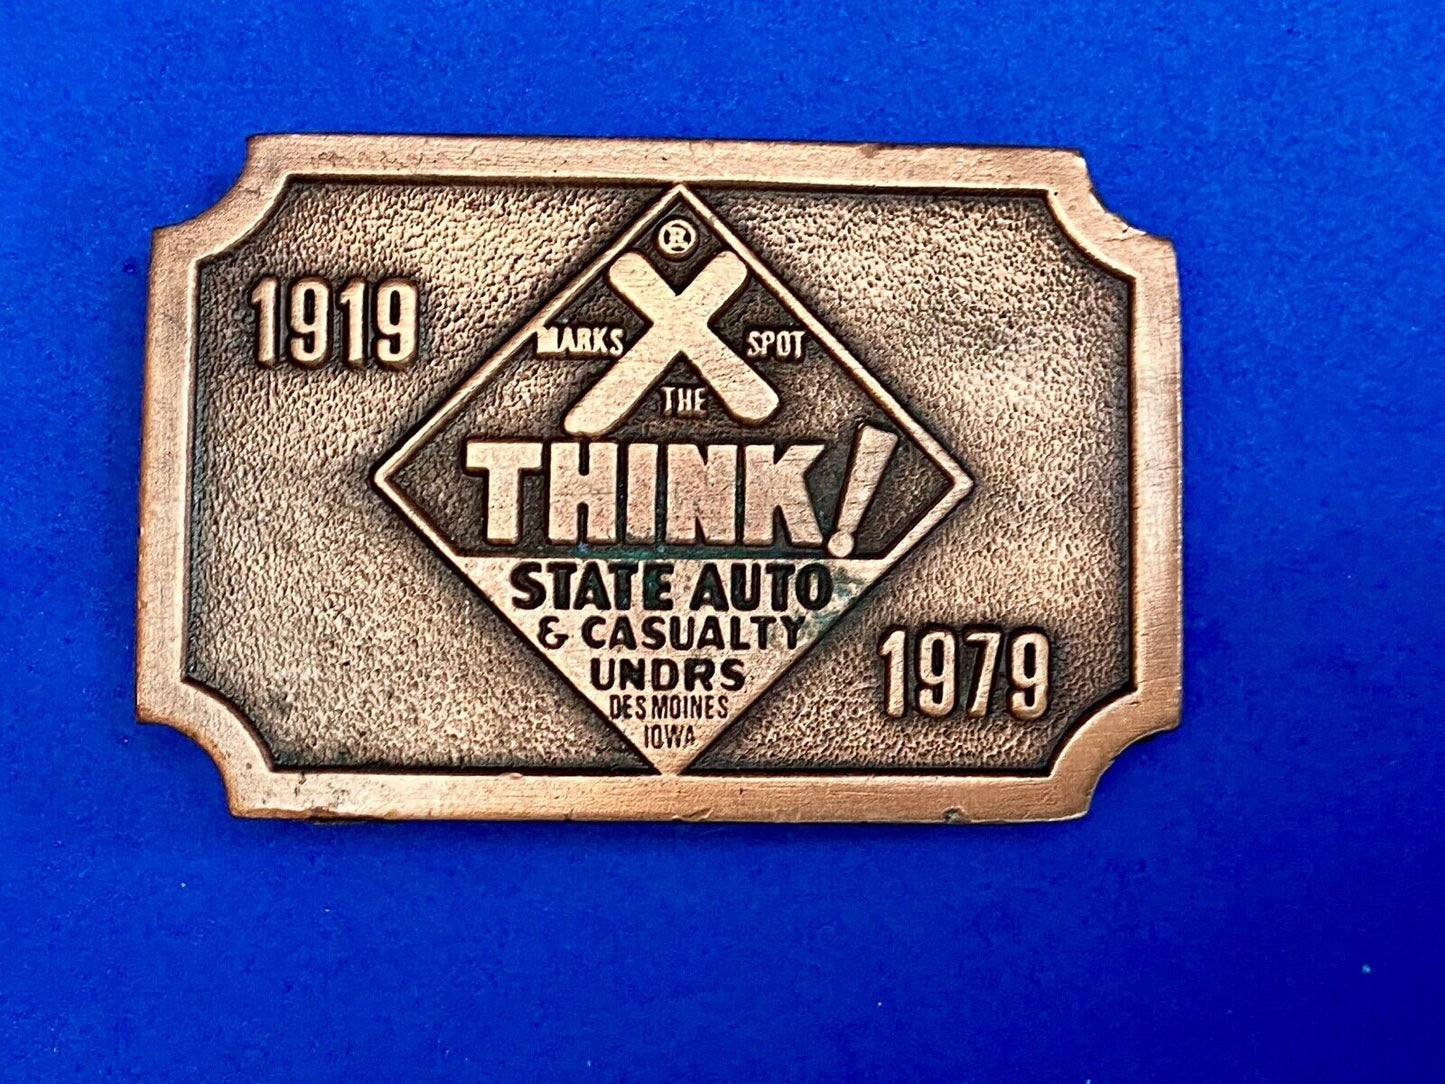 1919
®
X
MARKS THE SPOT
THINK!
STATE AUTO
& CASUALTY
UNDRS
DES MOINES
IOWA
1979